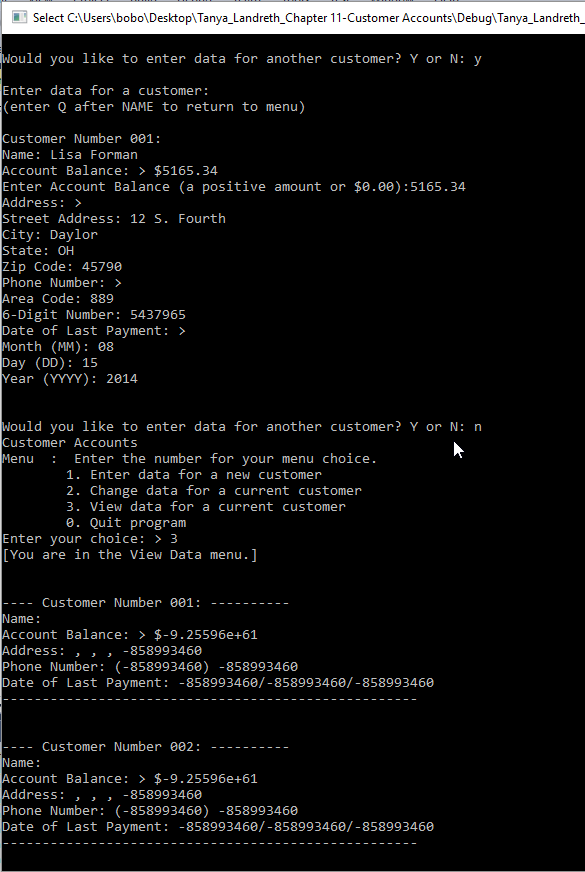 Select C:\Users\bobo\Desktop\Tanya_Landreth_Chapter 11-Customer Accounts\Debug\Tanya_Landreth_
Would you like to enter data for another customer? Y or N: y
Enter data for a customer:
(enter Q after NAME to return to menu)
Customer Number 001:
Name: Lisa Forman
Account Balance: > $5165.34
Enter Account Balance (a positive amount or $0.00):5165.34
Address: >
Street Address: 12 S. Fourth
City: Daylor
State: OH
Zip Code: 45790
Phone Number: >
Area Code: 889
6-Digit Number: 5437965
Date of Last Payment: >
Month (MM): 08
Day (DD): 15
Year (YYYY): 2014
Would you like to enter data for another customer? Y or N: n
Customer Accounts
Menu  :  Enter the number for your menu choice.
        1. Enter data for a new customer
        2. Change data for a current customer
        3. View data for a current customer
        0. Quit program
Enter your choice: > 3
[You are in the View Data menu.]
---- Customer Number 001: ----------
Name:
Account Balance: > $-9.25596e+61
Address: , , , -858993460
Phone Number: (-858993460) -858993460
Date of Last Payment: -858993460/-858993460/-858993460
----------------------------------------------------
---- Customer Number 002: ----------
Name:
Account Balance: > $-9.25596e+61
Address: , , , -858993460
Phone Number: (-858993460) -858993460
Date of Last Payment: -858993460/-858993460/-858993460
----------------------------------------------------